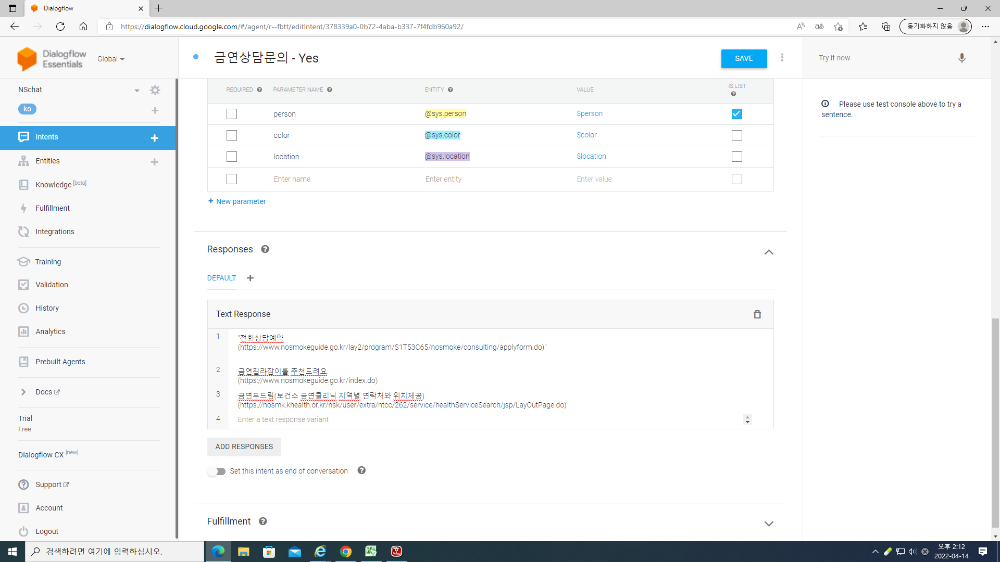 Dialogflow
https://dialogflow.cloud.google.com/#/agent/r--fbtt/editIntent/378339a0-0b72-4aba-b337-7f4fdb960a92/
동기화하지 않음
Dialogflow
Essentials
Global
금연상담문의 - Yes
SAVE
Try it now
NSchat
ko
Intents
Entities
Knowledge [beta]
Fulfillment
Integrations
Training
Validation
History
Analytics
Prebuilt Agents
Docs
Trial
Free
Dialogflow CX [new]
Support
Account
Logout
REQUIRED PARAMETER NAME ENTITY VALUE IS LIST
person @sys.person $person
color @sys.color $color
location @sys.location $location
Enter name Enter entity Enter value
+ New parameter
Responses
DEFAULT
Text Response
1 "전화상담예약
(https://www.nosmokeguide.go.kr/lay2/program/S1T53C65/nosmoke/consulting/applyform.do)"
2 금연길라잡이를 추천드려요.
(https://www.nosmokeguide.go.kr/index.do)
3 금연두드림(보건소 금연클리닉 지역별 연락처와 위치제공)
(https://nosmk.khealth.or.kr/nsk/user/extra/ntcc/262/service/healthServiceSearch/jsp/LayOutPage.do)
4 Enter a text response variant
ADD RESPONSES
Set this intent as end of conversation
Fulfillment
Please use test console above to try a
sentence.
검색하려면 여기에 입력하십시오.
오후 2:12
2022-04-14